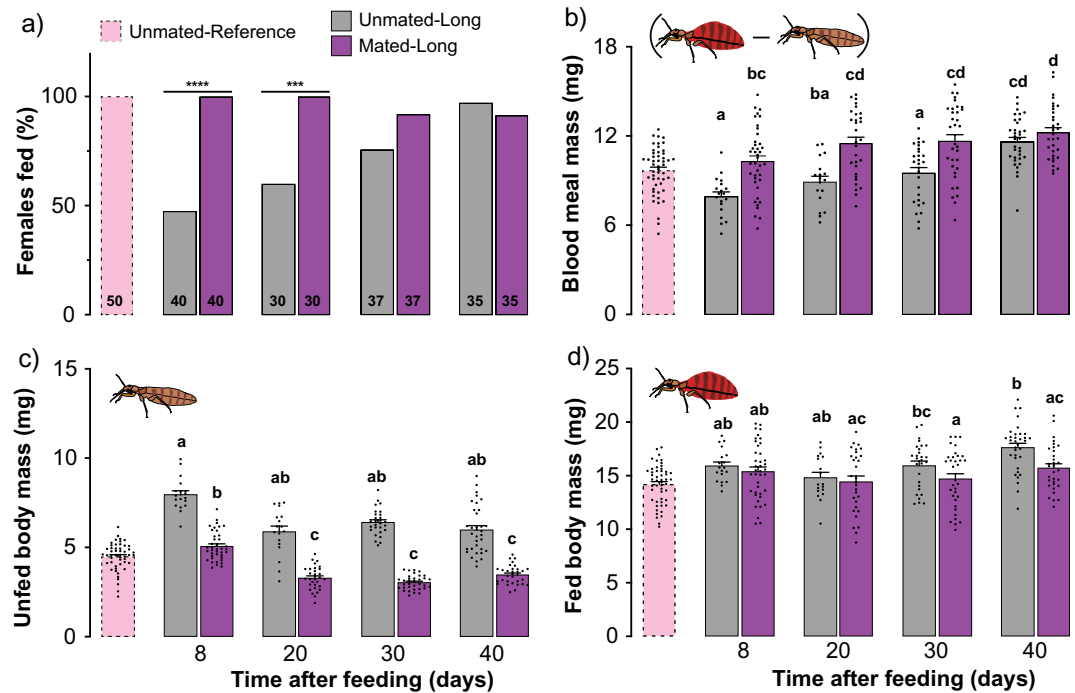 a)
Unmated-Reference
Unmated-Long
Mated-Long
Females fed (%)
100
50
0
****
***
50
40
40
30
30
37
37
35
35
b)
Blood meal mass (mg)
18
12
6
0
a
bc
ba
cd
a
cd
cd
d
c)
Unfed body mass (mg)
15
10
5
0
a
b
ab
c
ab
c
ab
c
8
20
30
40
Time after feeding (days)
d)
Fed body mass (mg)
25
20
15
10
5
0
ab
ab
ab
ac
bc
a
b
ac
8
20
30
40
Time after feeding (days)